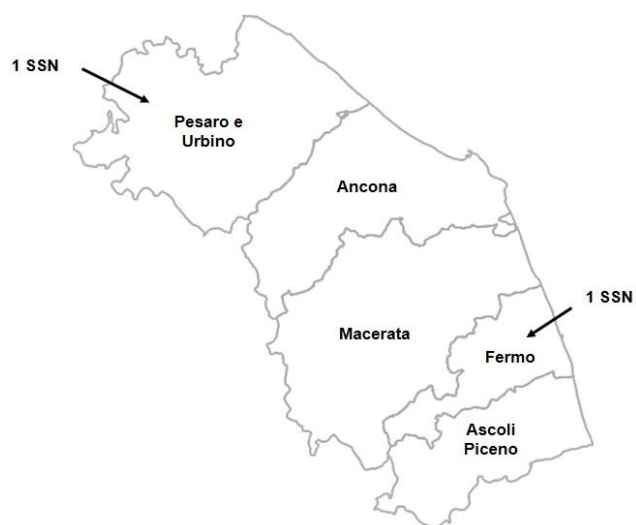 1 SSN
Pesaro e
Urbino
Ancona
1 SSN
Macerata
Fermo
Ascoli
Piceno